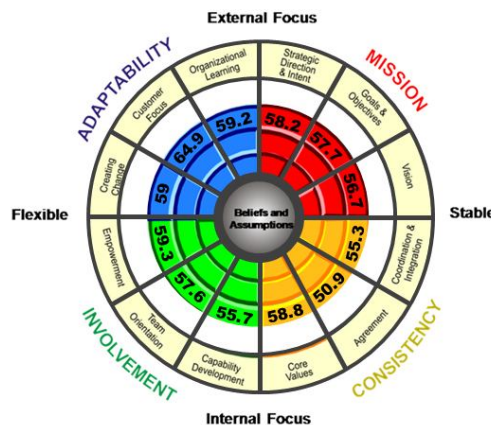 External Focus
ADAPTABILITY
MISSION
Organizational
Learning
Strategic
Direction
& Intent
Customer
Focus
Goals &
Objectives
Creating
Change
Vision
59.2
58.2
64.9
57.7
59
56.7
Flexible
Beliefs and
Assumptions
Stable
59.3
55.3
57.6
50.9
55.7
58.8
Empowerment
Coordination &
Integration
Team
Orientation
Agreement
Capability
Development
Core
Values
INVOLVEMENT
CONSISTENCY
Internal Focus